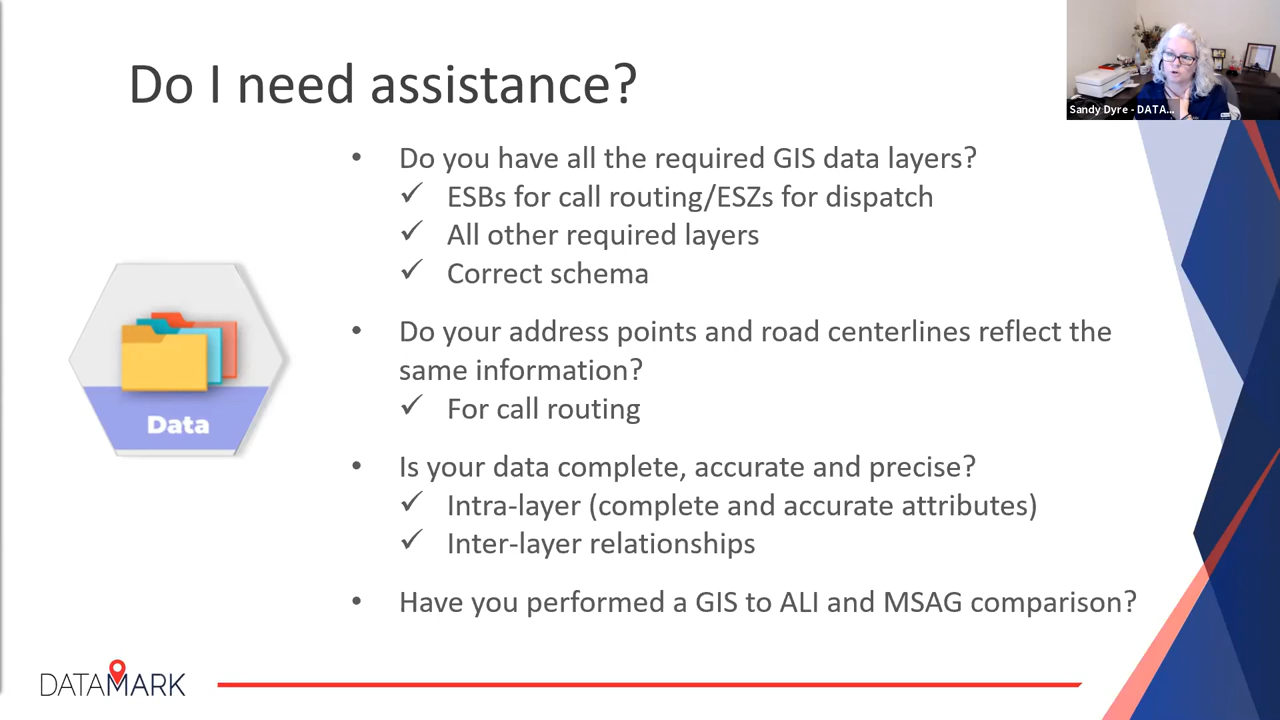 Do I need assistance?
Sandy Dyre - DATA...
• Do you have all the required GIS data layers?
✓ ESBs for call routing/ESZs for dispatch
✓ All other required layers
✓ Correct schema
• Do your address points and road centerlines reflect the
same information?
✓ For call routing
• Is your data complete, accurate and precise?
✓ Intra-layer (complete and accurate attributes)
✓ Inter-layer relationships
• Have you performed a GIS to ALI and MSAG comparison?
Data
DATAMARK